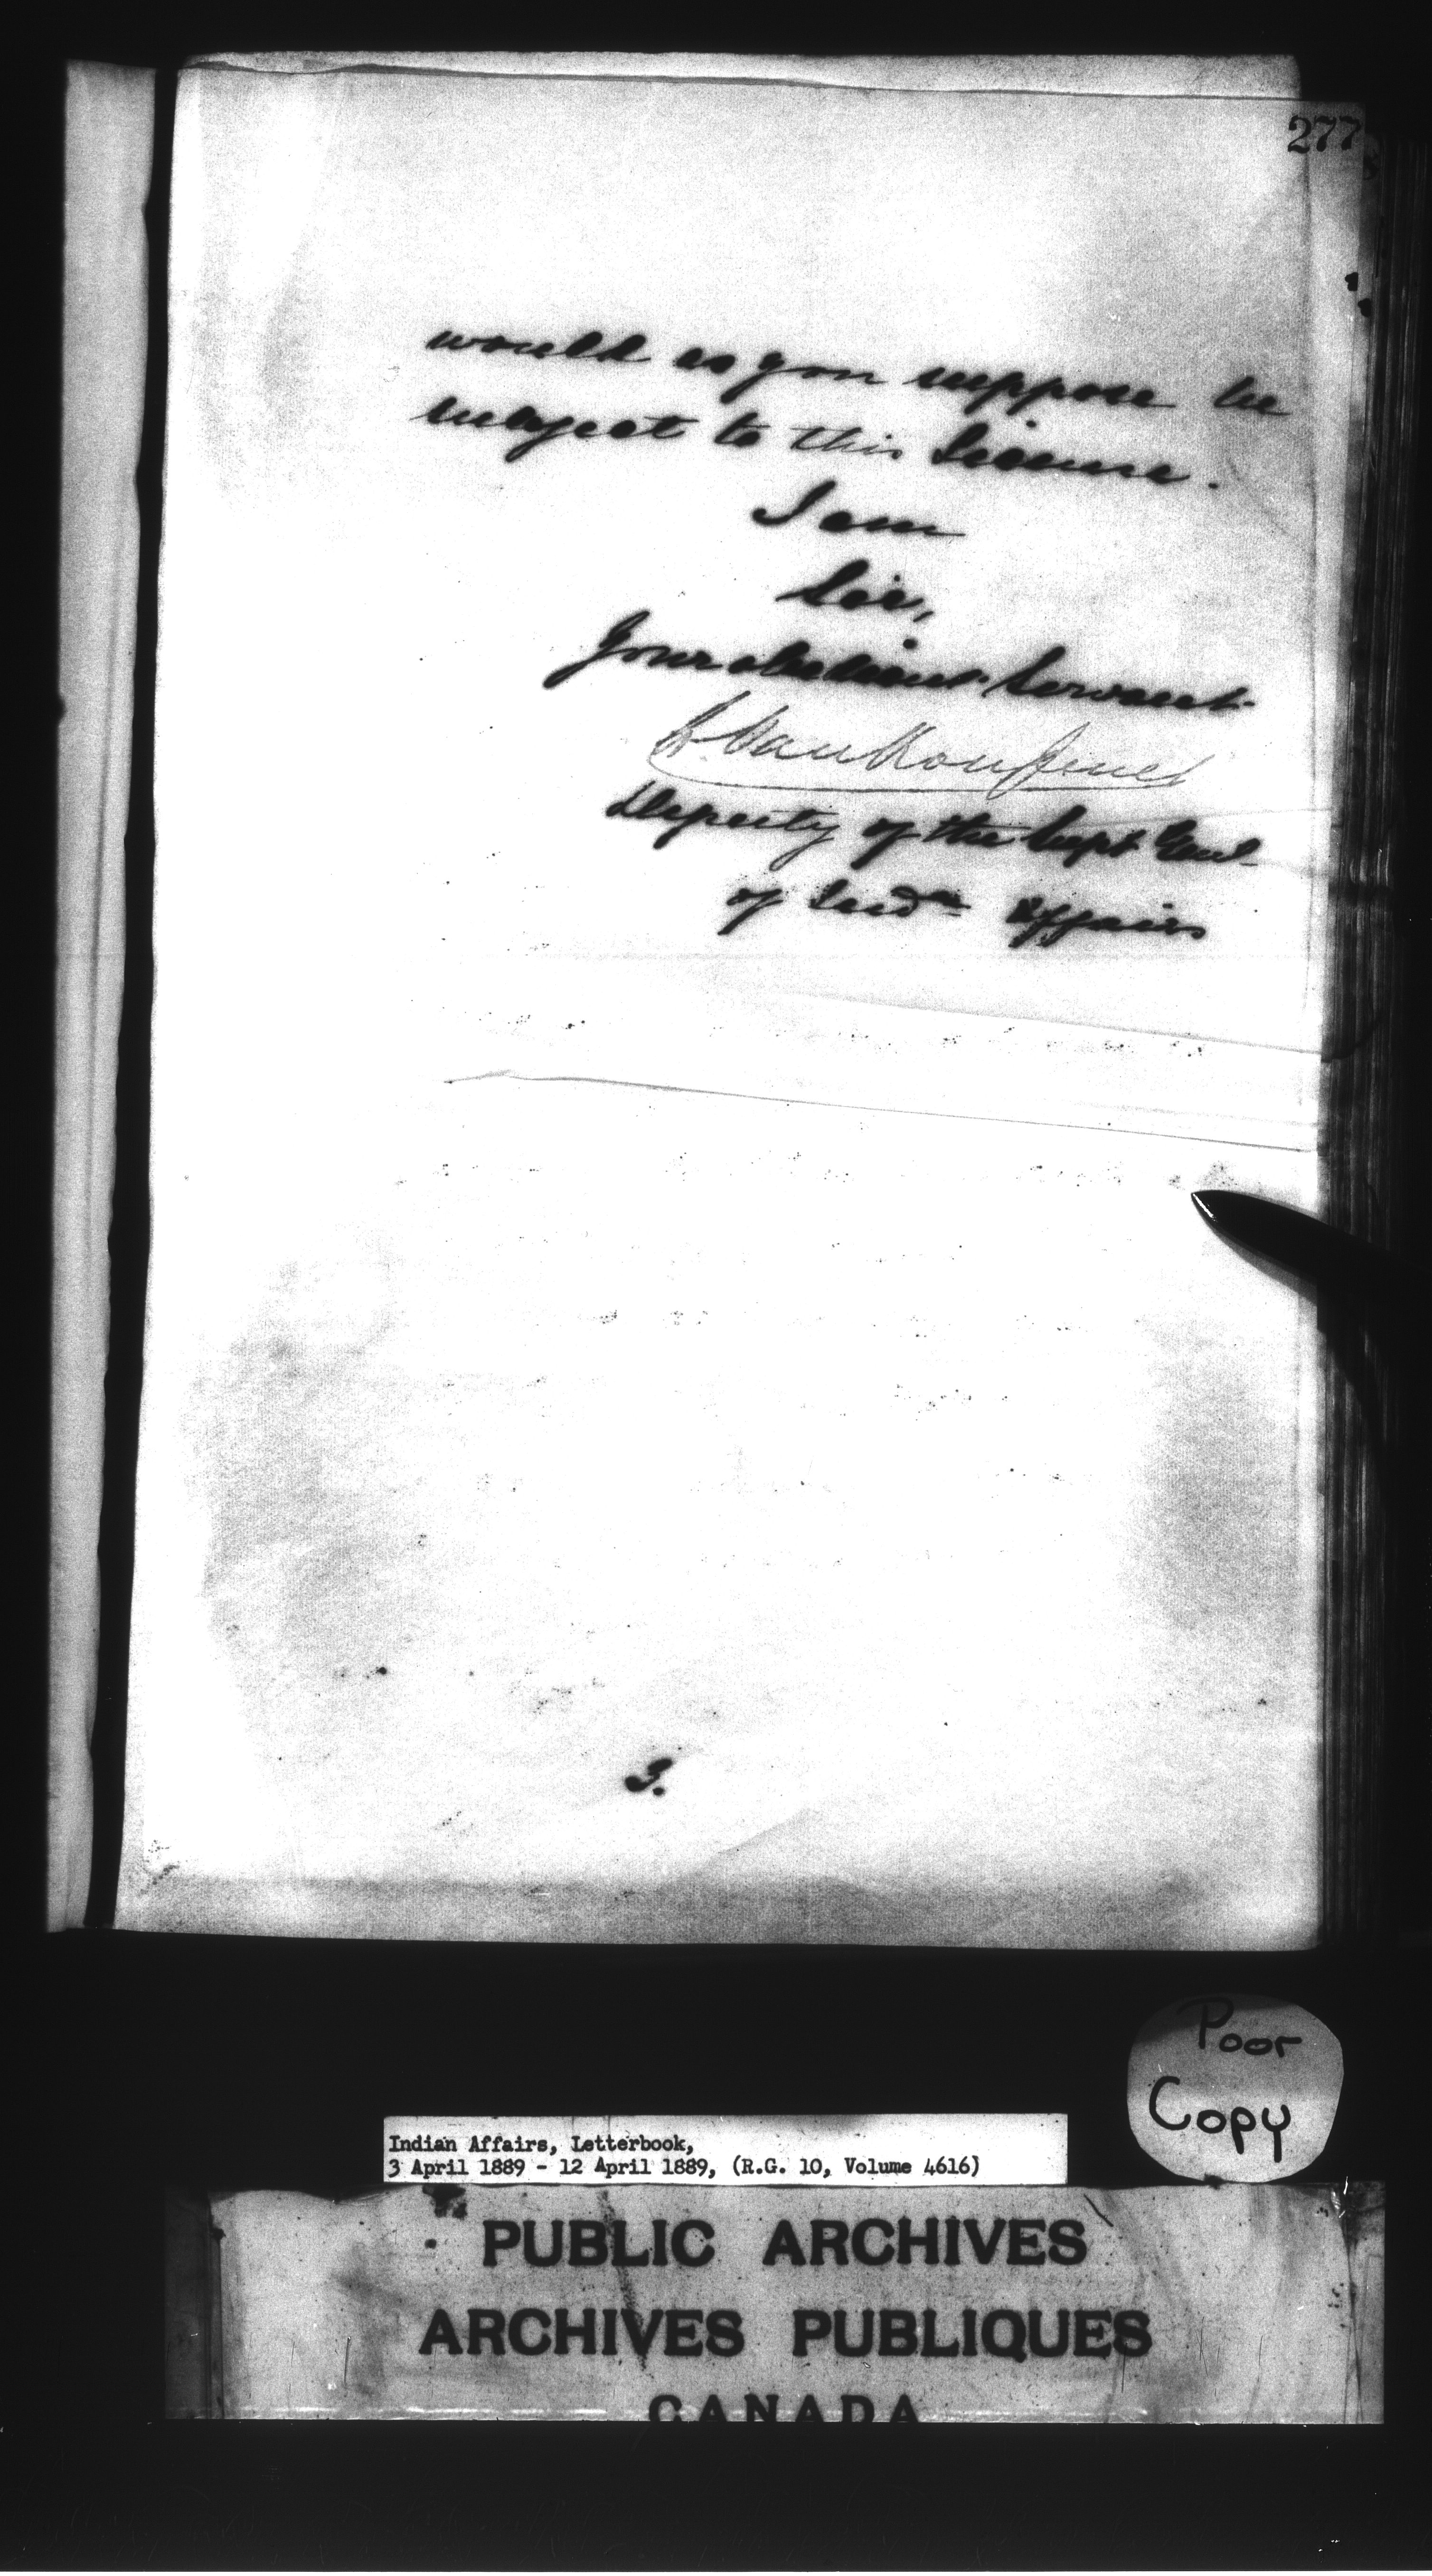 277
would as you suppose be
subject to this license.
I am
Sir,
Your obedient Servant
L. VanKoughnet
Deputy of the Supt Genl
of Indn Affairs
3.
Poor
Copy
Indian Affairs, Letterbook,
3 April 1889 - 12 April 1889, (R.G. 10, Volume 4616)
PUBLIC ARCHIVES
ARCHIVES PUBLIQUES
CANADA